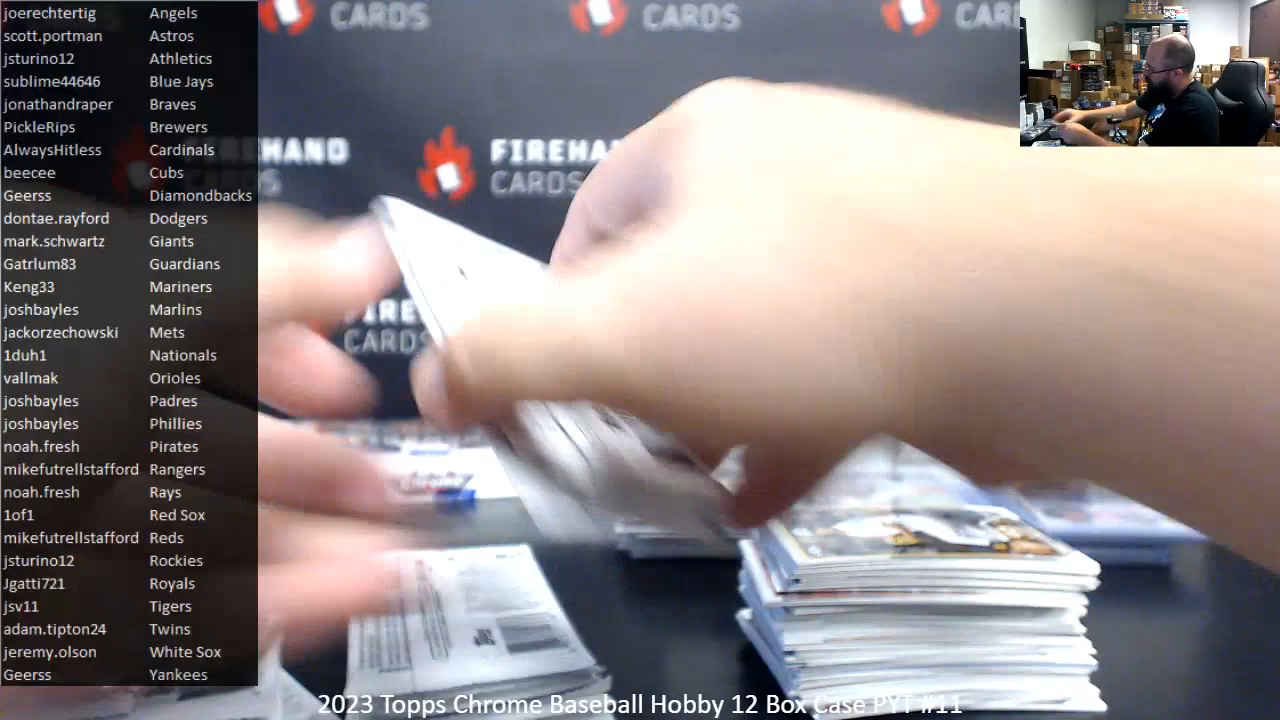 joerechtertig Angels
scott.portman Astros
jsturino12 Athletics
sublime44646 Blue Jays
jonathandraper Braves
PickleRips Brewers
AlwaysHitless Cardinals
beecee Cubs
Geerss Diamondbacks
dontae.rayford Dodgers
mark.schwartz Giants
Gatrlum83 Guardians
Keng33 Mariners
joshbayles Marlins
jackorzechowski Mets
1duh1 Nationals
vallmak Orioles
joshbayles Padres
joshbayles Phillies
noah.fresh Pirates
mikefutrellstafford Rangers
noah.fresh Rays
1of1 Red Sox
mikefutrellstafford Reds
jsturino12 Rockies
Jgatti721 Royals
jsv11 Tigers
adam.tipton24 Twins
jeremy.olson White Sox
Geerss Yankees
CARDS
CARDS
CARDS
FIREHAND
CARDS
Chrome
2023 Topps Chrome Baseball Hobby 12 Box Case PYT #11